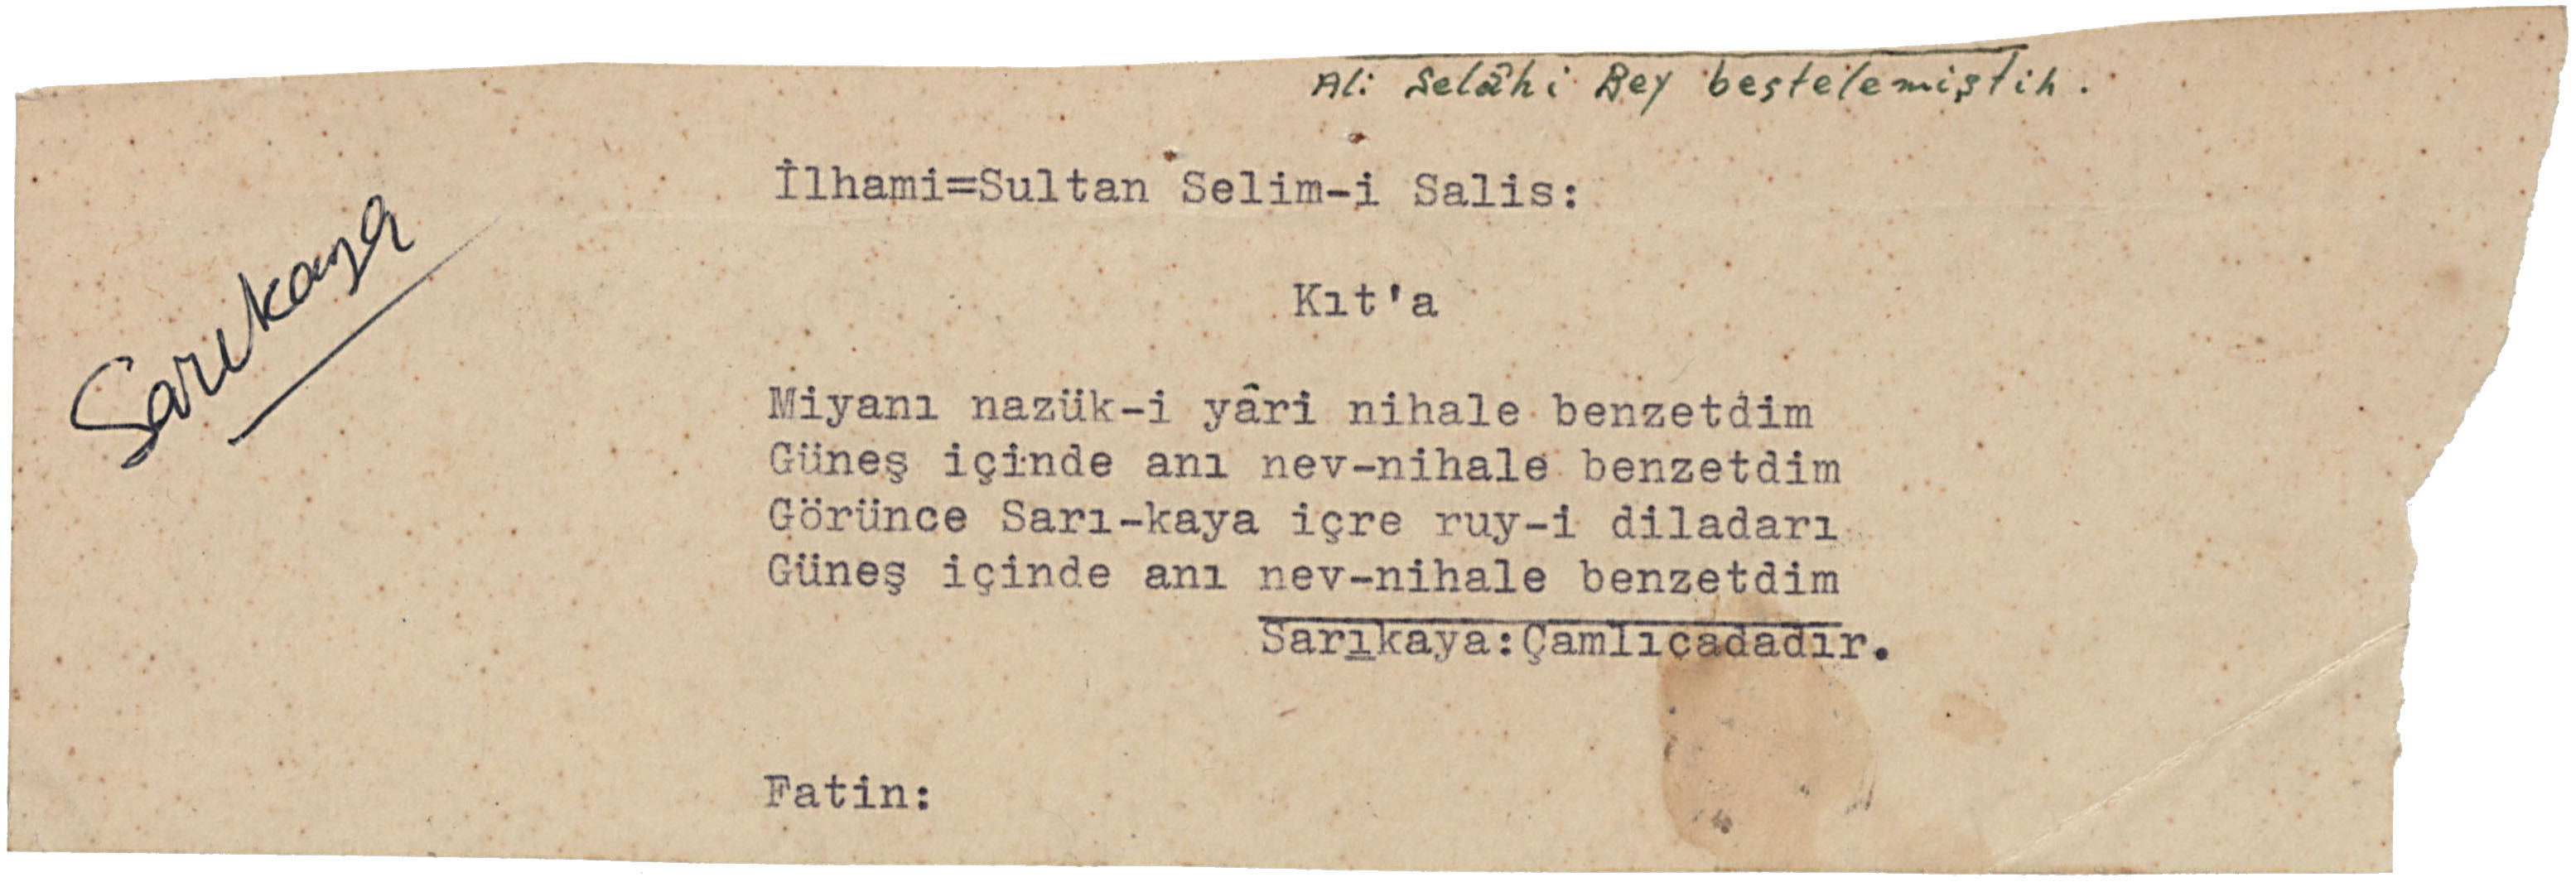 Ali Selâhi Bey bestelemiştir.
İlhami=Sultan Selim-i Salis:
Sarıkaya
Kıt'a
Miyanı nazük-i yâri nihale benzetdim
Güneş içinde anı nev-nihale benzetdim
Görünce Sarı-kaya içre ruy-i diladarı
Güneş içinde anı nev-nihale benzetdim
Sarıkaya:Çamlıcadadır.
Fatin: